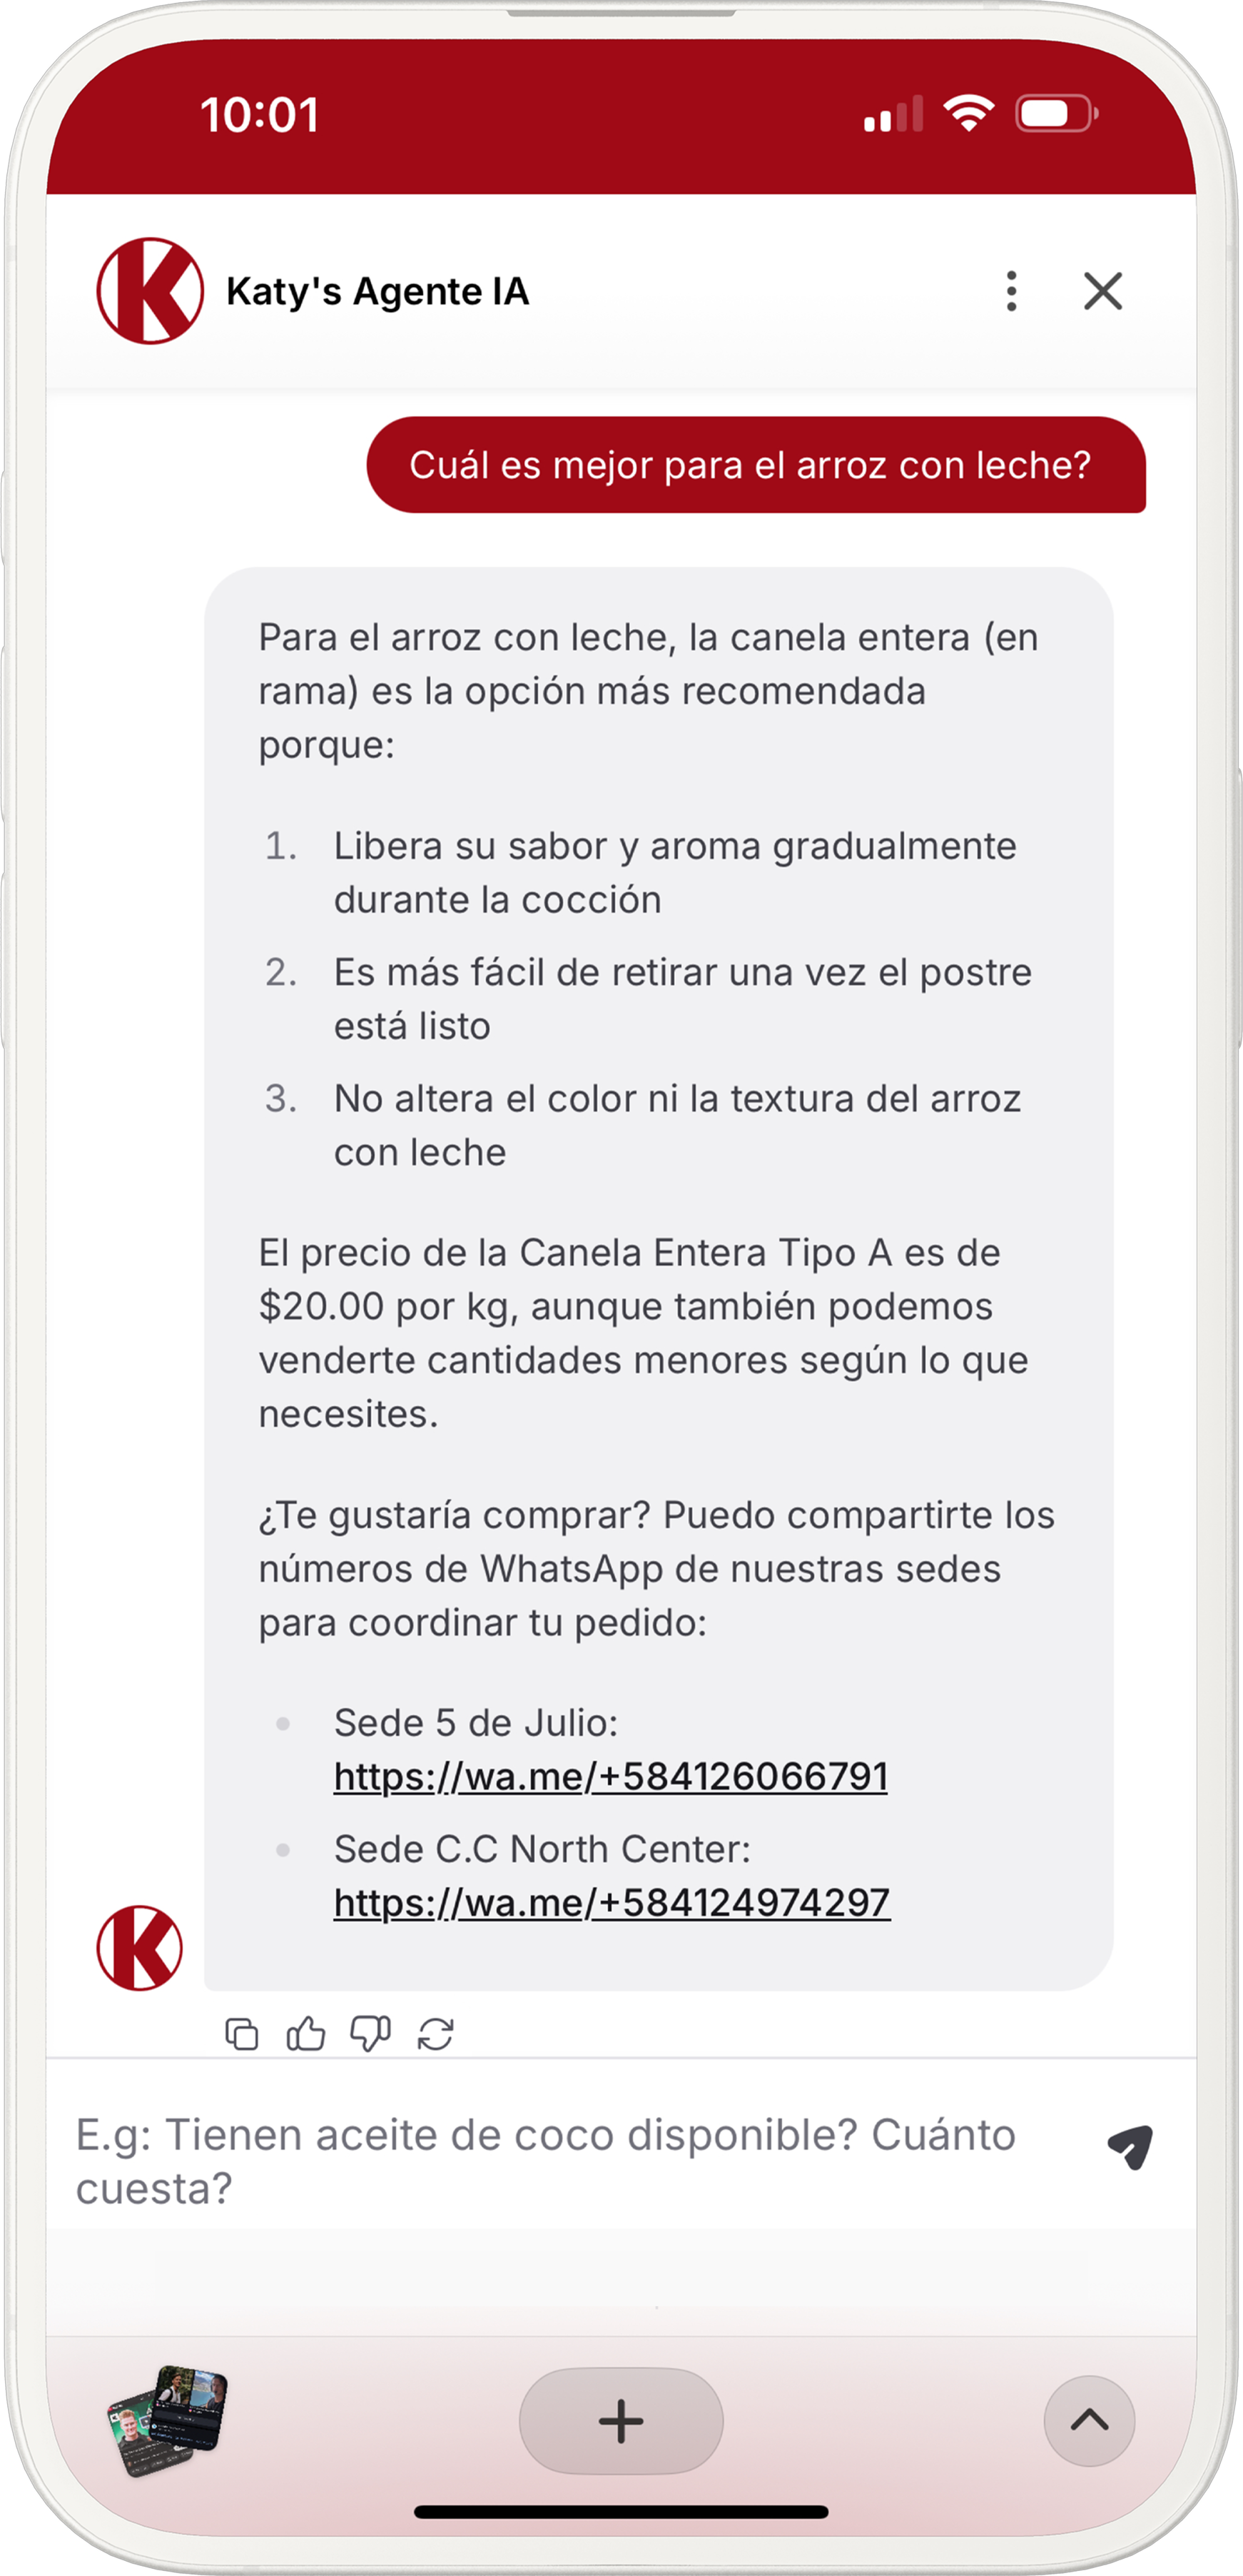 10:01
K
Katy's Agente IA
Cuál es mejor para el arroz con leche?
Para el arroz con leche, la canela entera (en
rama) es la opción más recomendada
porque:
1. Libera su sabor y aroma gradualmente
durante la cocción
2. Es más fácil de retirar una vez el postre
está listo
3. No altera el color ni la textura del arroz
con leche
El precio de la Canela Entera Tipo A es de
$20.00 por kg, aunque también podemos
venderte cantidades menores según lo que
necesites.
¿Te gustaría comprar? Puedo compartirte los
números de WhatsApp de nuestras sedes
para coordinar tu pedido:
Sede 5 de Julio:
https://wa.me/+584126066791
Sede C.C North Center:
https://wa.me/+584124974297
K
E.g: Tienen aceite de coco disponible? Cuánto
cuesta?